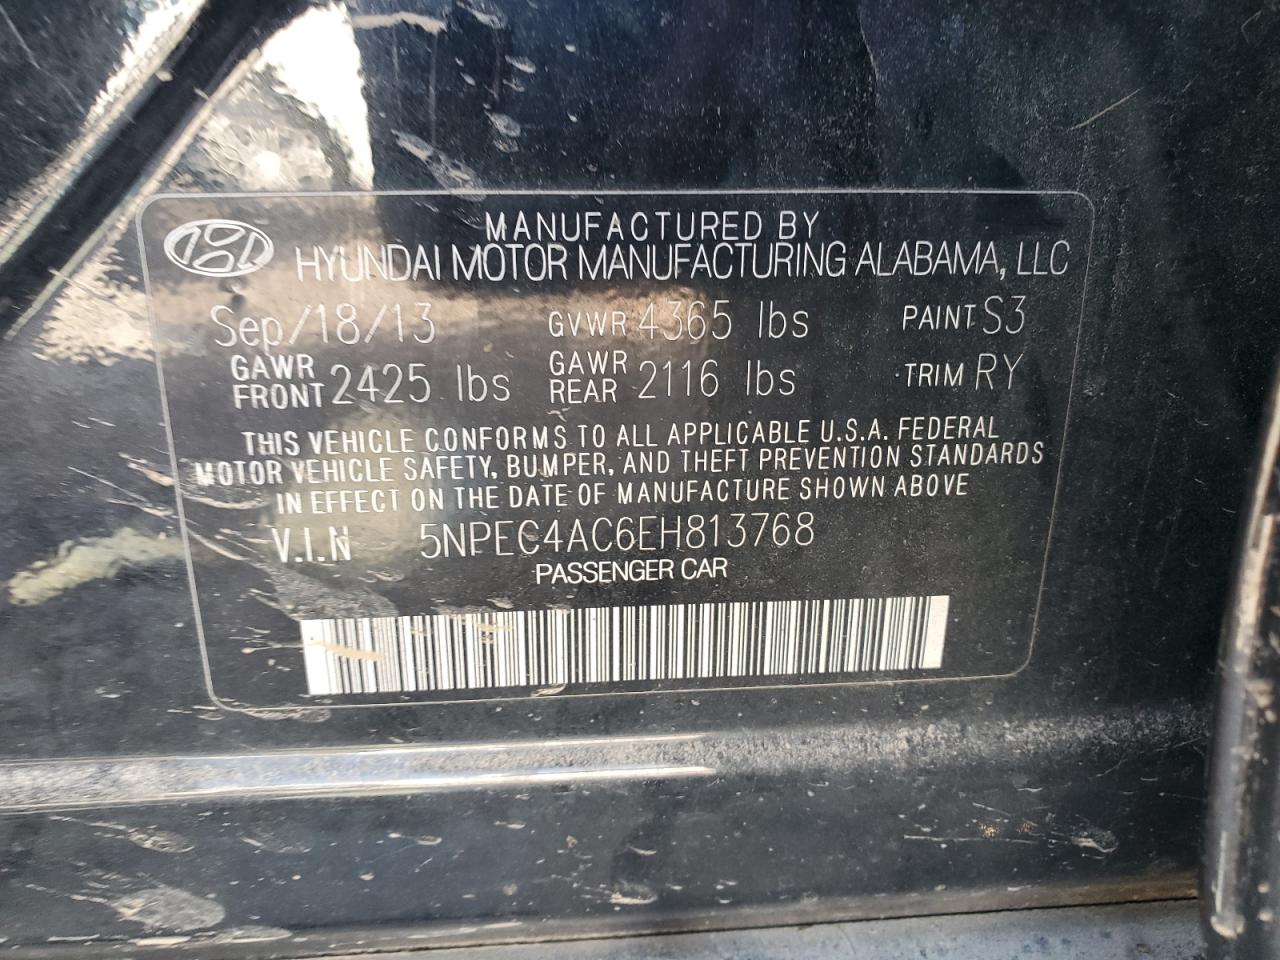 MANUFACTURED BY
HYUNDAI MOTOR MANUFACTURING ALABAMA, LLC
Sep/18/13 GVWR 4365 lbs PAINT S3
GAWR FRONT 2425 lbs GAWR REAR 2116 lbs TRIM RY
THIS VEHICLE CONFORMS TO ALL APPLICABLE U.S.A. FEDERAL
MOTOR VEHICLE SAFETY, BUMPER, AND THEFT PREVENTION STANDARDS
IN EFFECT ON THE DATE OF MANUFACTURE SHOWN ABOVE
V.I.N 5NPEC4AC6EH813768
PASSENGER CAR